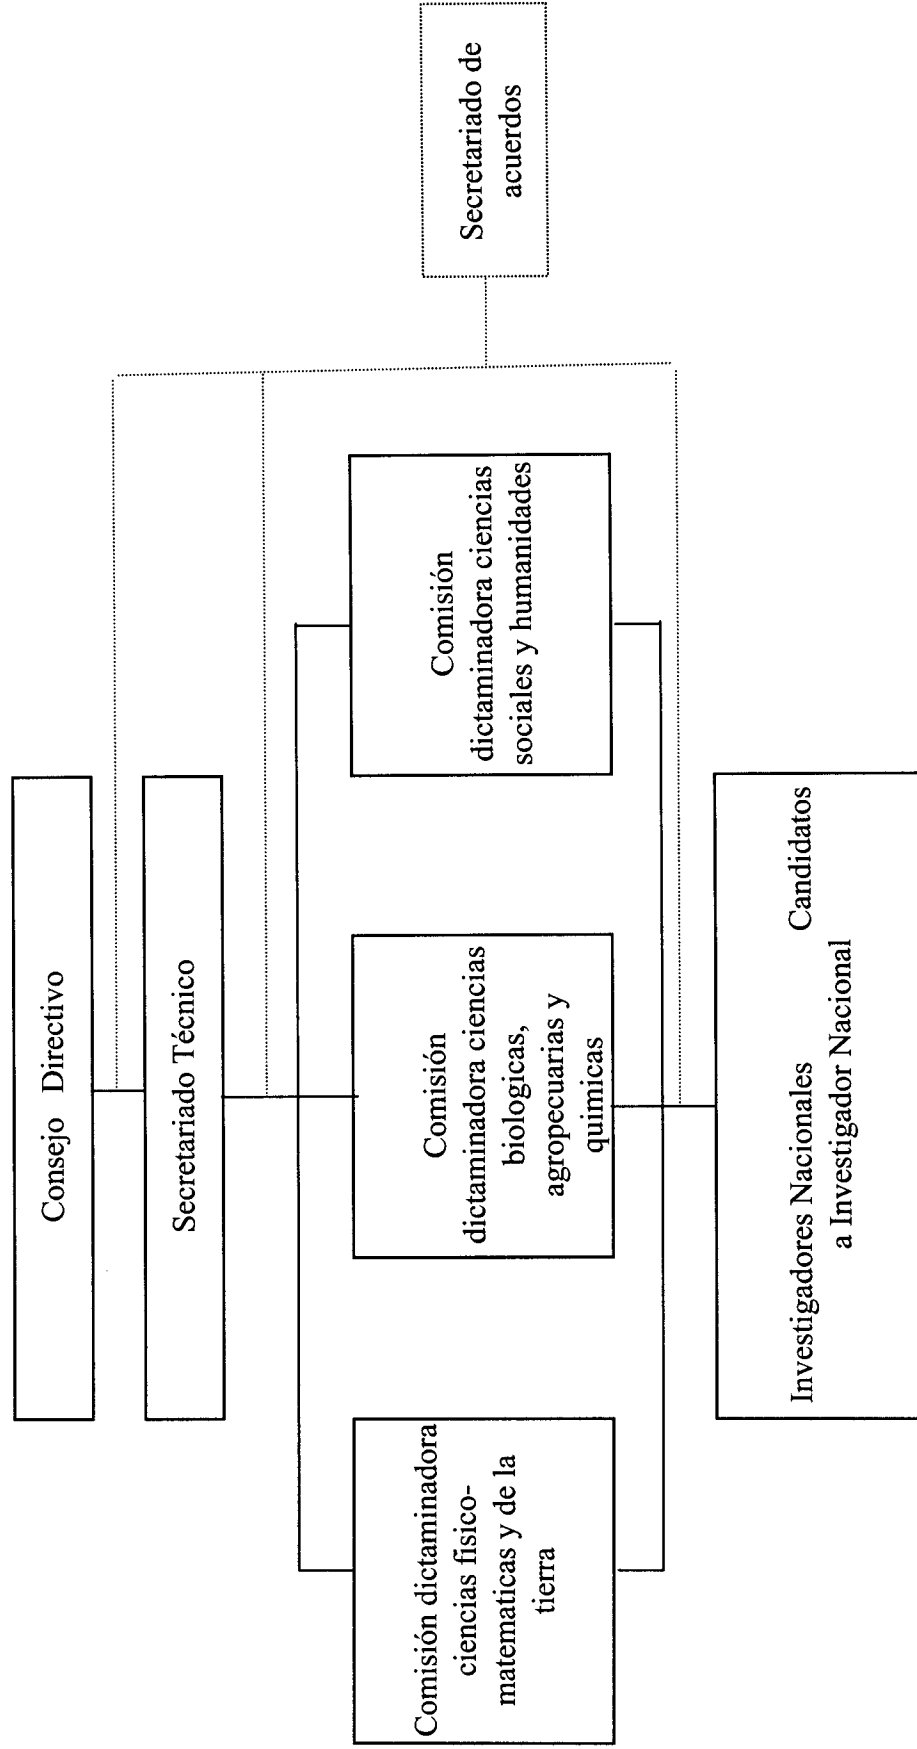 Consejo Directivo
Secretariado Técnico
Secretariado de
acuerdos
Comisión dictaminadora
ciencias fisico-
matematicas y de la
tierra
Comisión
dictaminadora ciencias
biologicas,
agropecuarias y
quimicas
Comisión
dictaminadora ciencias
sociales y humanidades
Investigadores Nacionales Candidatos
a Investigador Nacional